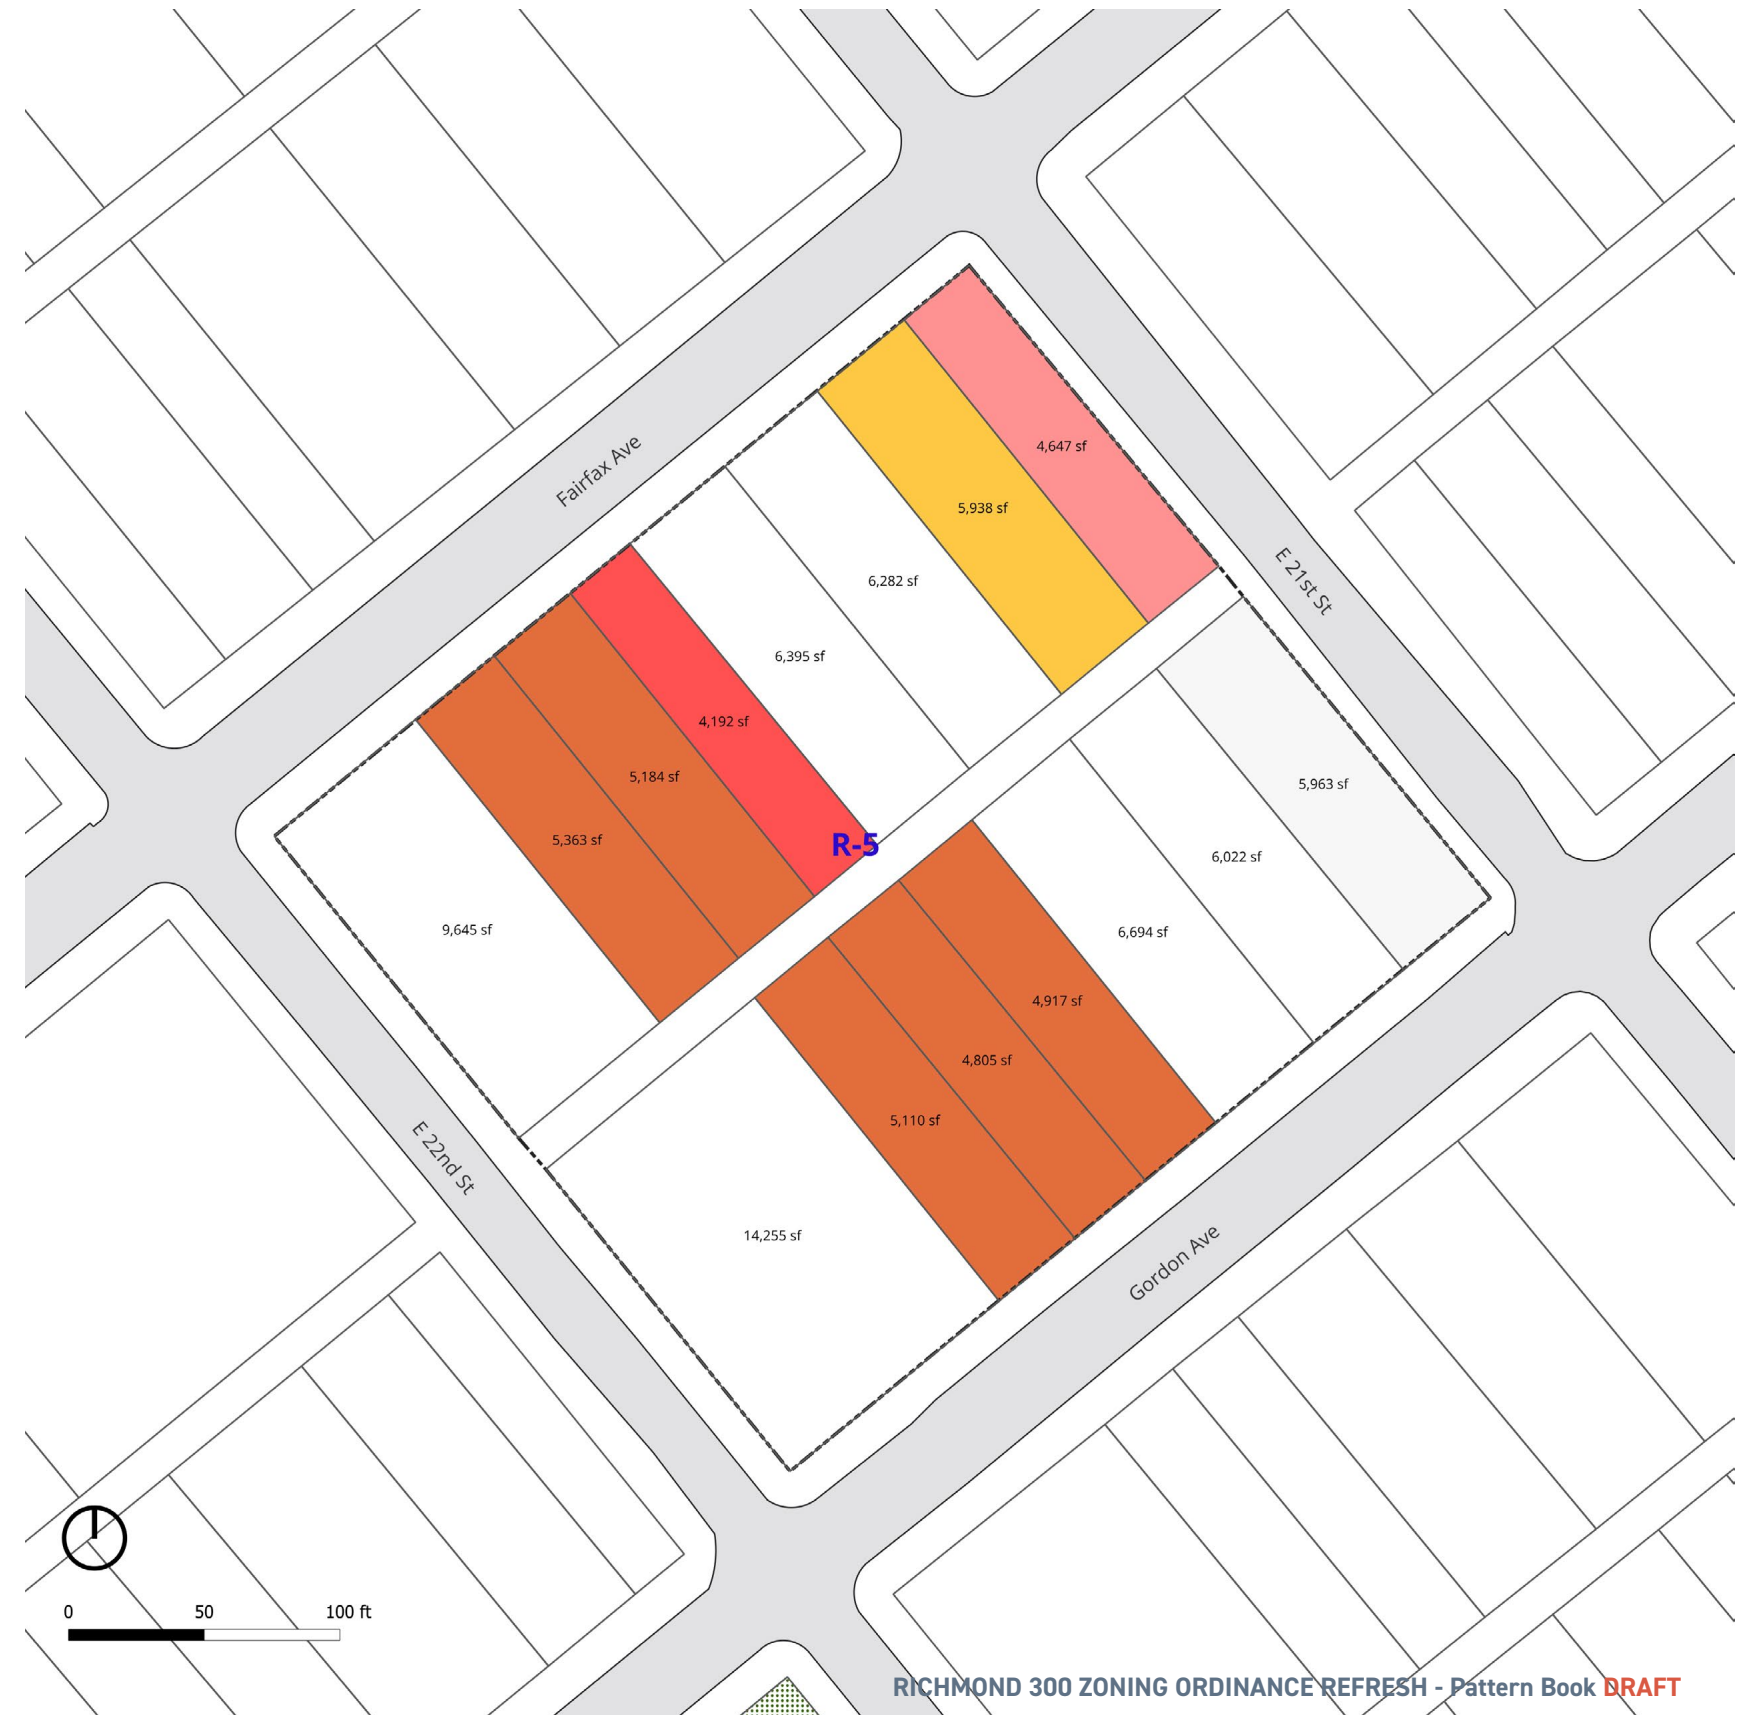 Fairfax Ave
4,647 sf
5,938 sf
E 21st St
6,282 sf
6,395 sf
4,192 sf
5,184 sf
5,963 sf
5,363 sf
R-5
6,022 sf
9,645 sf
6,694 sf
4,917 sf
4,805 sf
5,110 sf
E 22nd St
14,255 sf
Gordon Ave
0 50 100 ft
RICHMOND 300 ZONING ORDINANCE REFRESH - Pattern Book DRAFT